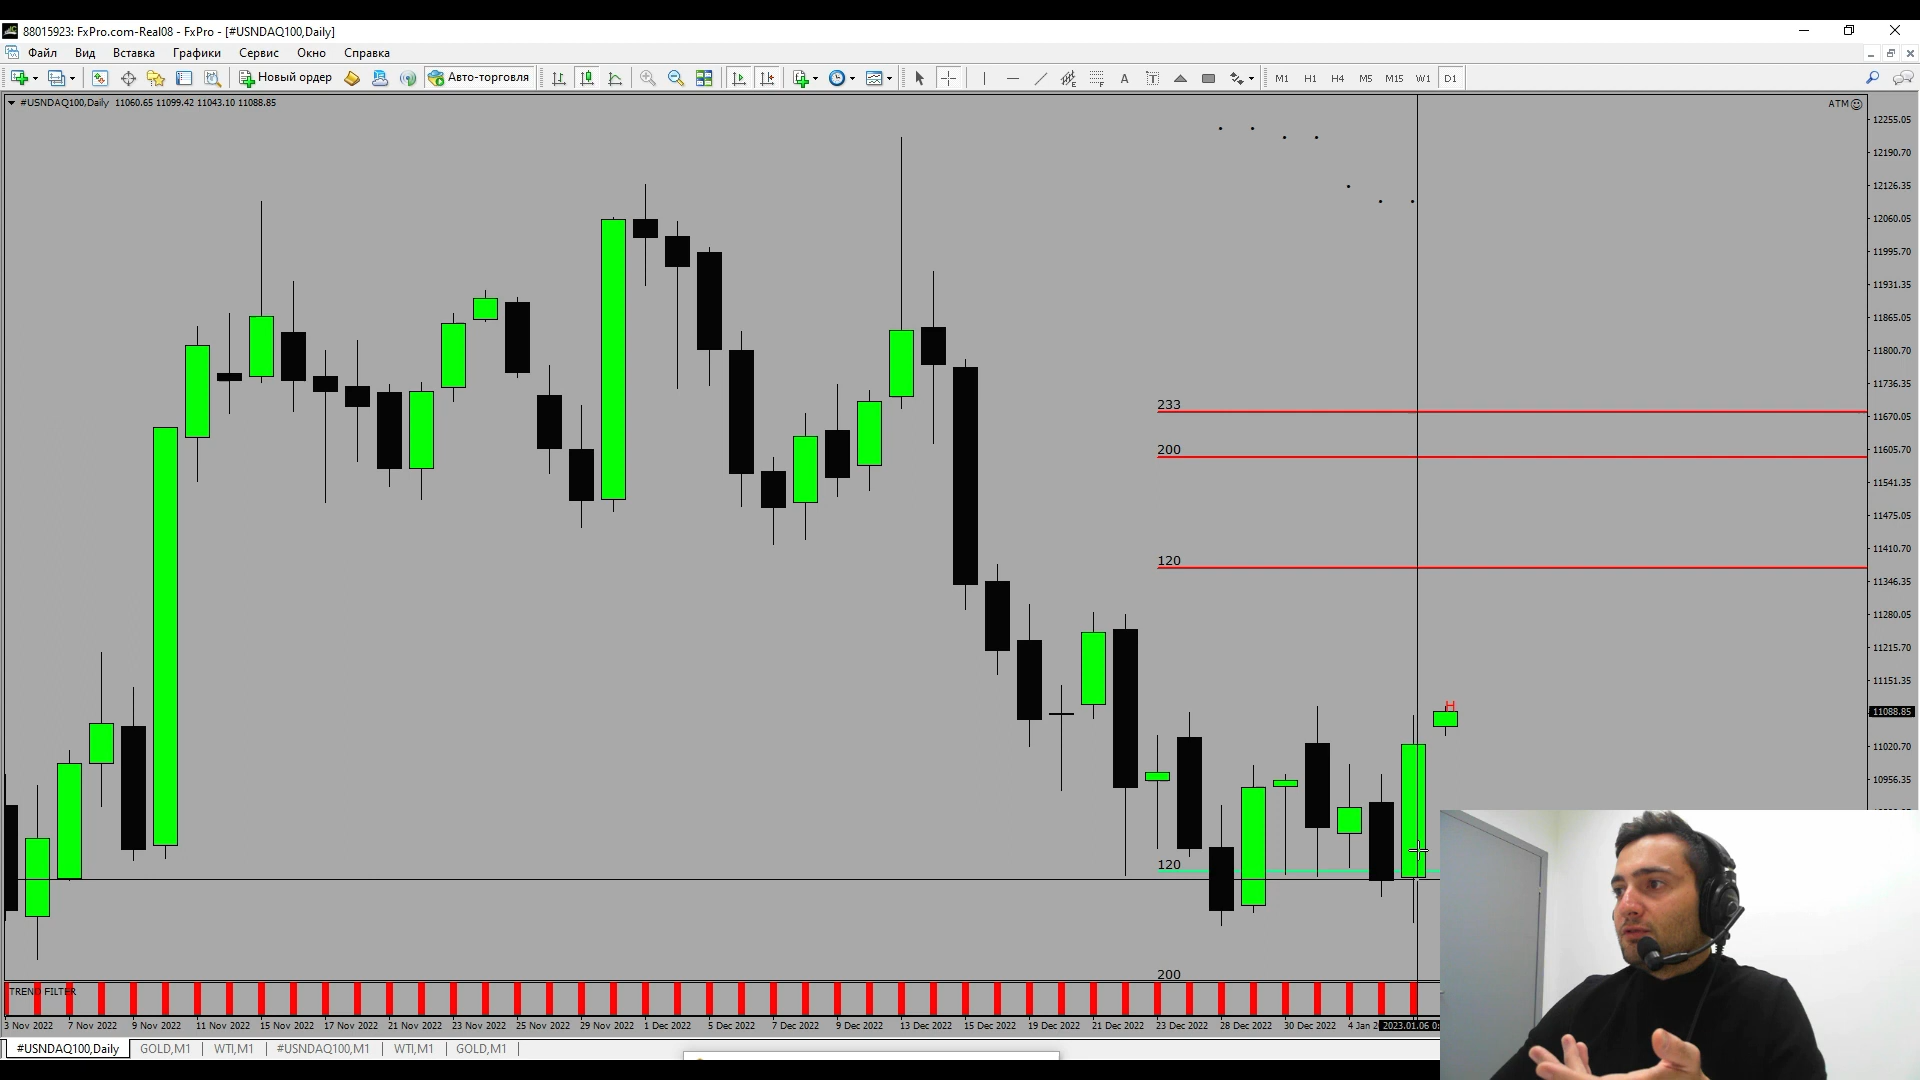 88015923: FxPro.com-Real08 - FxPro - [#USNDAQ100,Daily]
Файл Вид Вставка Графики Сервис Окно Справка
Новый ордер Авто-торговля A T M1 H1 H4 M5 M15 W1 D1
#USNDAQ100,Daily 11060.65 11099.42 11043.10 11088.85
ATM
12255.05
12190.70
12126.35
12060.05
11995.70
11931.35
11865.05
11800.70
11736.35
233
11670.05
200
11605.70
11541.35
11475.05
11410.70
120
11346.35
11280.05
11215.70
11151.35
H
11088.85
11020.70
10956.35
120
200
TREND FILTER
3 Nov 2022 7 Nov 2022 9 Nov 2022 11 Nov 2022 15 Nov 2022 17 Nov 2022 21 Nov 2022 23 Nov 2022 25 Nov 2022 29 Nov 2022 1 Dec 2022 5 Dec 2022 7 Dec 2022 9 Dec 2022 13 Dec 2022 15 Dec 2022 19 Dec 2022 21 Dec 2022 23 Dec 2022 28 Dec 2022 30 Dec 2022 4 Jan 2 2023.01.06 0:
#USNDAQ100,Daily GOLD,M1 WTI,M1 #USNDAQ100,M1 WTI,M1 GOLD,M1